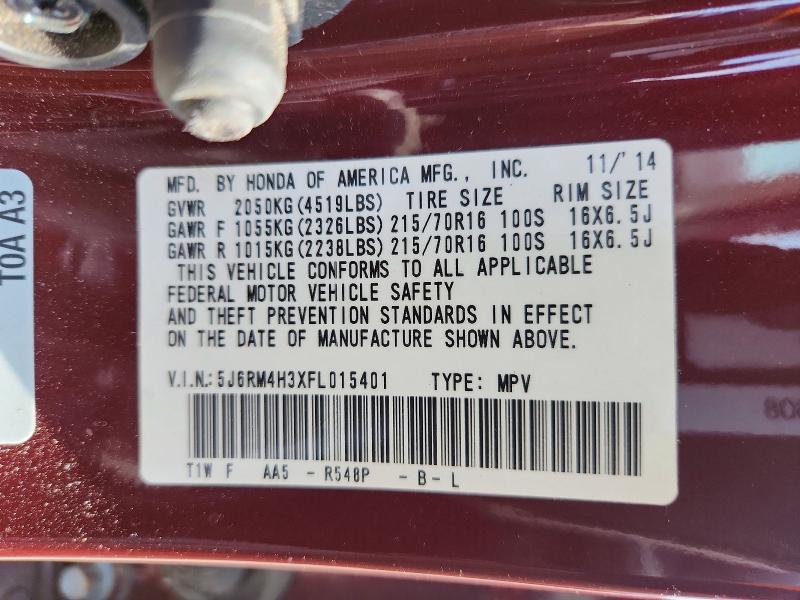 MFD. BY HONDA OF AMERICA MFG., INC. 11/'14
GVWR 2050KG(4519LBS) TIRE SIZE RIM SIZE
GAWR F 1055KG(2326LBS) 215/70R16 100S 16X6.5J
GAWR R 1015KG(2238LBS) 215/70R16 100S 16X6.5J
THIS VEHICLE CONFORMS TO ALL APPLICABLE
FEDERAL MOTOR VEHICLE SAFETY
AND THEFT PREVENTION STANDARDS IN EFFECT
ON THE DATE OF MANUFACTURE SHOWN ABOVE.
V.I.N.: 5J6RM4H3XFL015401 TYPE: MPV
T1W F AA5 - R548P - B - L
T0A A3